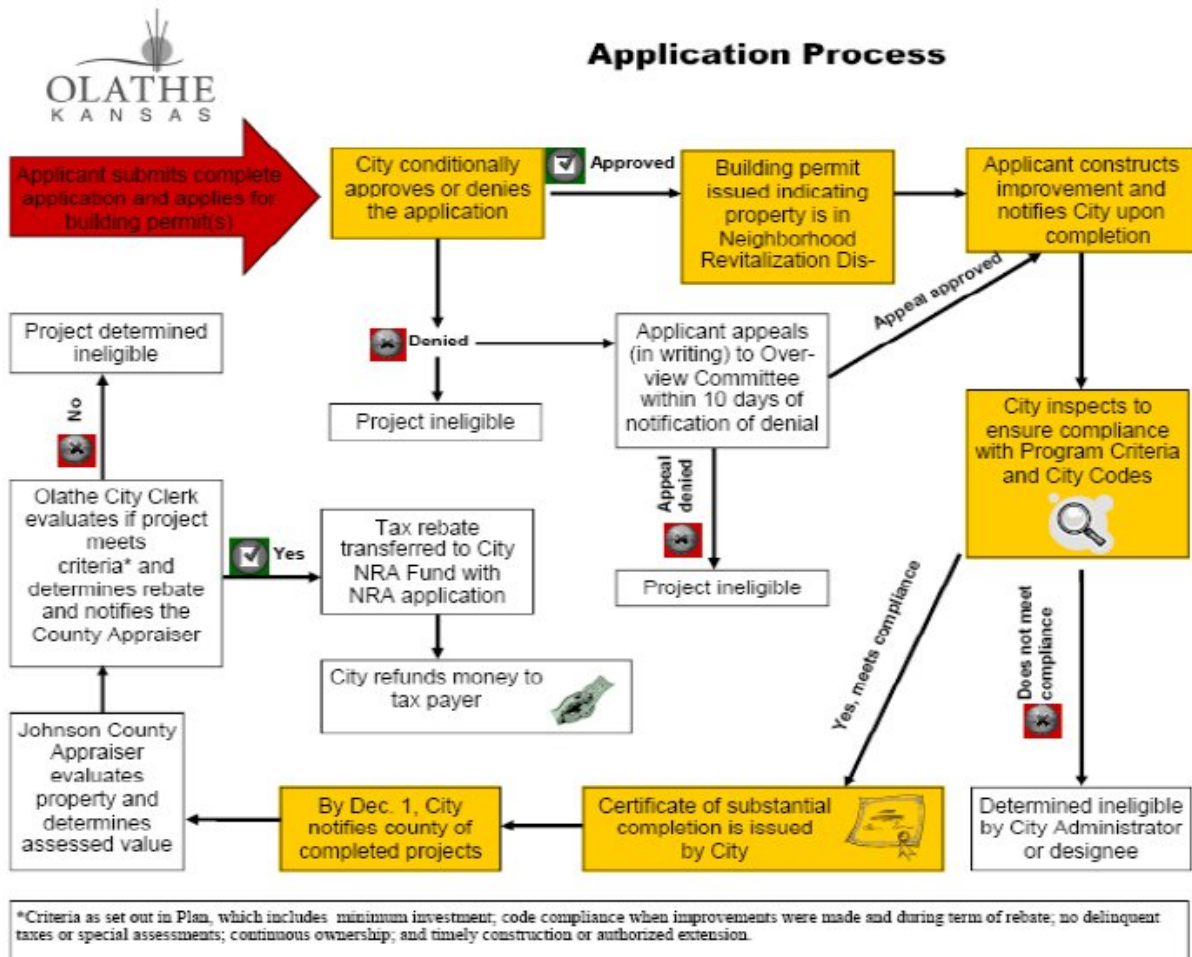 OLATHE
KANSAS
Application Process
Applicant submits complete
application and applies for
building permit(s)
City conditionally
approves or denies
the application
Approved
Building permit
issued indicating
property is in
Neighborhood
Revitalization Dis-
Applicant constructs
improvement and
notifies City upon
completion
Denied
Project ineligible
Applicant appeals
(in writing) to Over-
view Committee
within 10 days of
notification of denial
Appeal approved
Appeal
denied
Project ineligible
City inspects to
ensure compliance
with Program Criteria
and City Codes
Yes, meets compliance
Does not meet
compliance
Determined ineligible
by City Administrator
or designee
Certificate of substantial
completion is issued
by City
By Dec. 1, City
notifies county of
completed projects
Johnson County
Appraiser
evaluates
property and
determines
assessed value
Olathe City Clerk
evaluates if project
meets
criteria* and
determines rebate
and notifies the
County Appraiser
No
Project determined
ineligible
Yes
Tax rebate
transferred to City
NRA Fund with
NRA application
City refunds money to
tax payer
*Criteria as set out in Plan, which includes minimum investment; code compliance when improvements were made and during term of rebate; no delinquent
taxes or special assessments; continuous ownership; and timely construction or authorized extension.